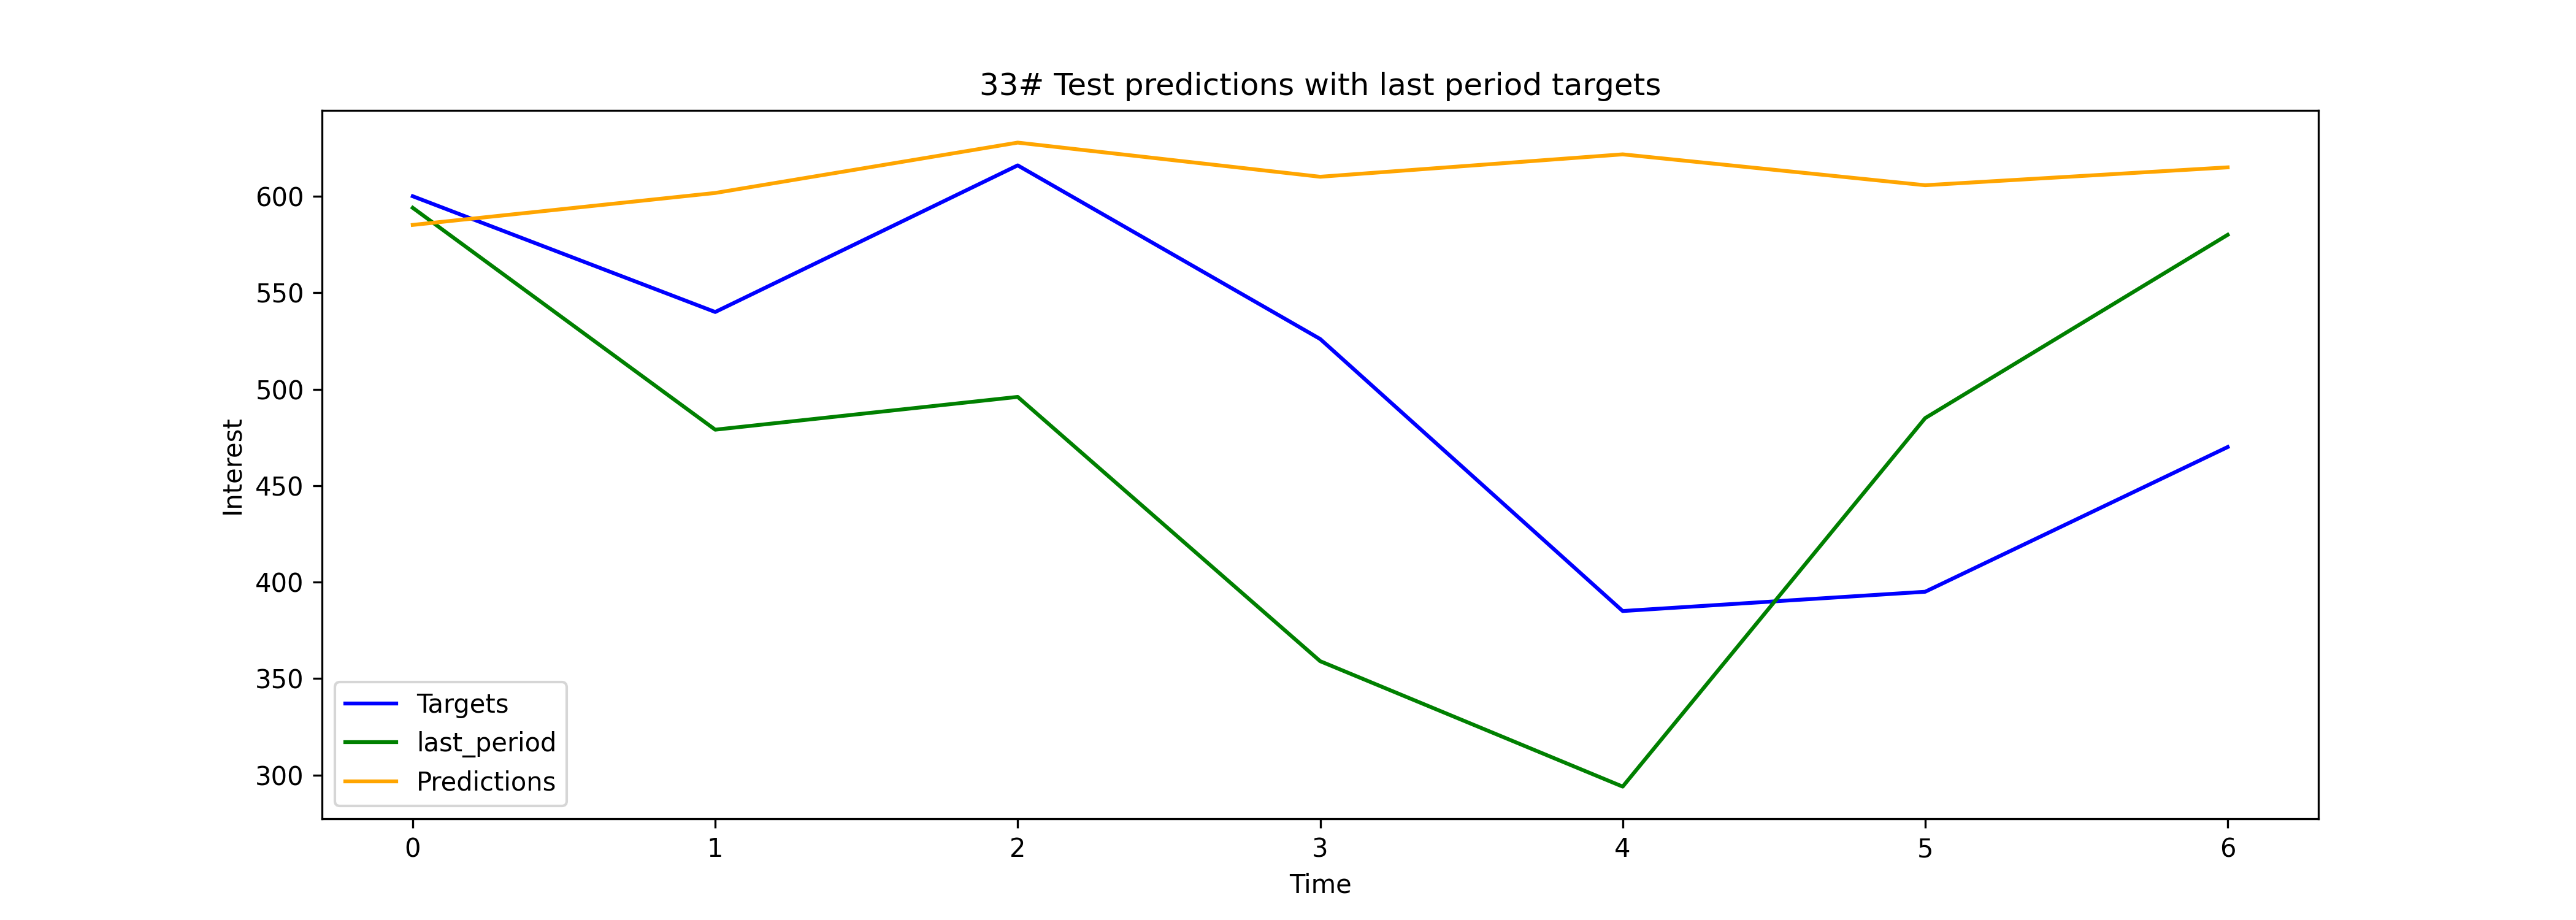 33# Test predictions with last period targets
Interest
600
550
500
450
400
350
300
Targets
last_period
Predictions
0 1 2 3 4 5 6
Time